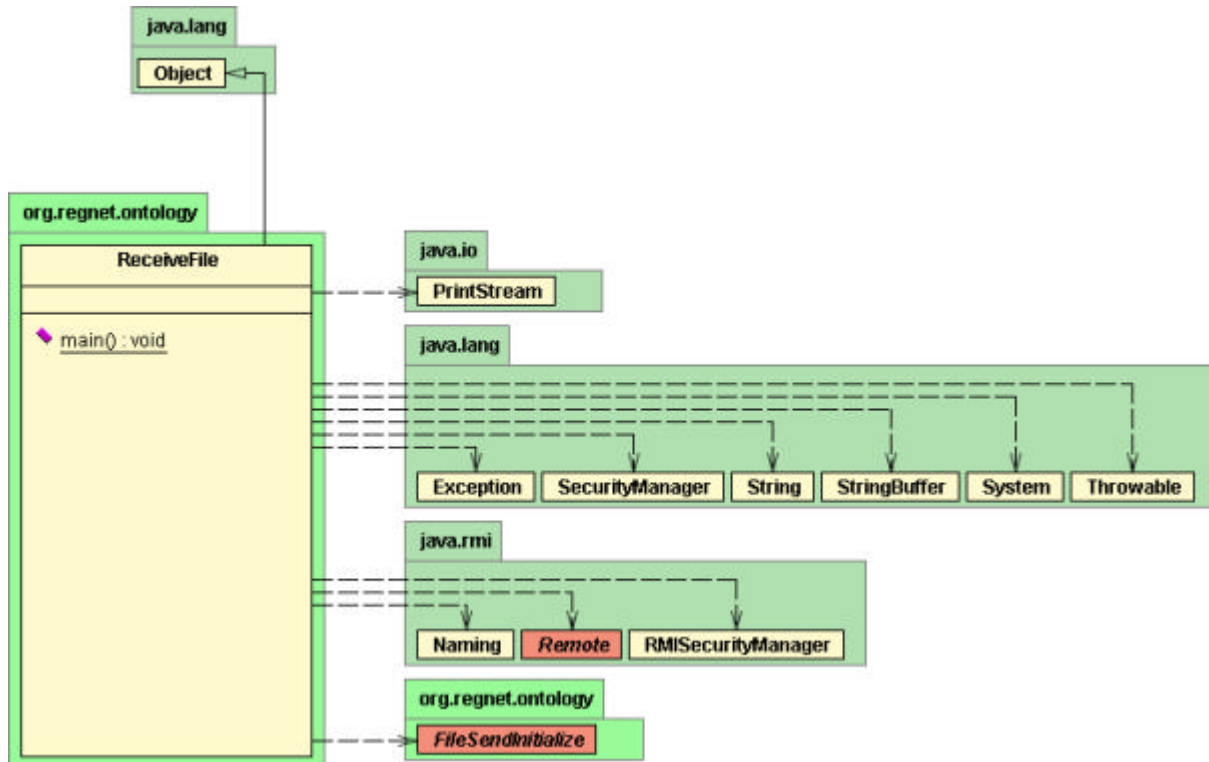 java.lang
Object
org.regnet.ontology
ReceiveFile
main() : void
java.io
PrintStream
java.lang
Exception SecurityManager String StringBuffer System Throwable
java.rmi
Naming Remote RMISecurityManager
org.regnet.ontology
FileSendInitialize